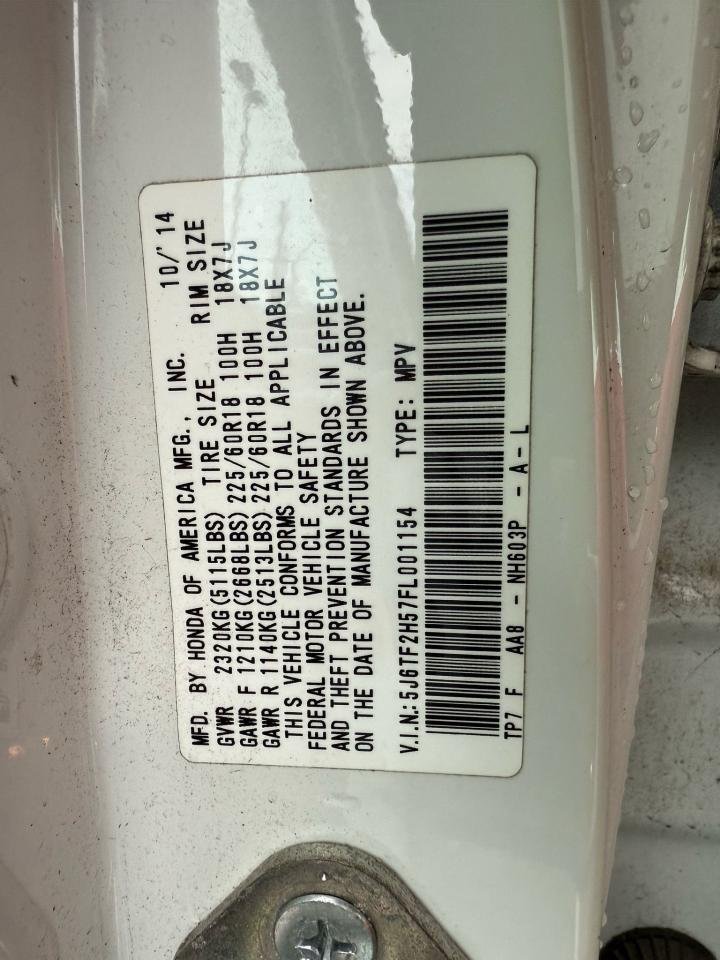 MFD. BY HONDA OF AMERICA MFG., INC. 10/'14
GVWR 2320KG(5115LBS) TIRE SIZE RIM SIZE
GAWR F 1210KG(2668LBS) 225/60R18 100H 18X7J
GAWR R 1140KG(2513LBS) 225/60R18 100H 18X7J
THIS VEHICLE CONFORMS TO ALL APPLICABLE
FEDERAL MOTOR VEHICLE SAFETY
AND THEFT PREVENTION STANDARDS IN EFFECT
ON THE DATE OF MANUFACTURE SHOWN ABOVE.
V.I.N.: 5J6TF2H57FL001154 TYPE: MPV
TP7 F AA8 - NH603P - A - L